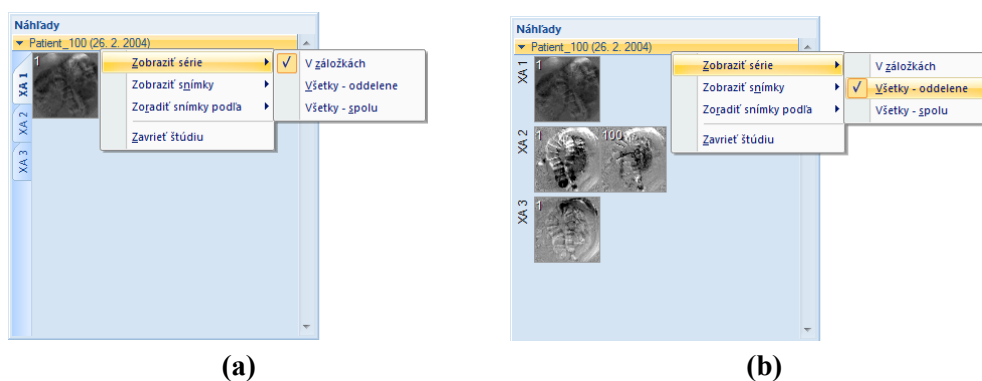 Náhľady
Patient_100 (26. 2. 2004)
XA 1
XA 2
XA 3
1
Zobraziť série
Zobraziť snímky
Zoradiť snímky podľa
Zavrieť štúdiu
V záložkách
Všetky - oddelene
Všetky - spolu
(a)
Náhľady
Patient_100 (26. 2. 2004)
XA 1
1
XA 2
1
100
XA 3
1
Zobraziť série
Zobraziť snímky
Zoradiť snímky podľa
Zavrieť štúdiu
V záložkách
Všetky - oddelene
Všetky - spolu
(b)